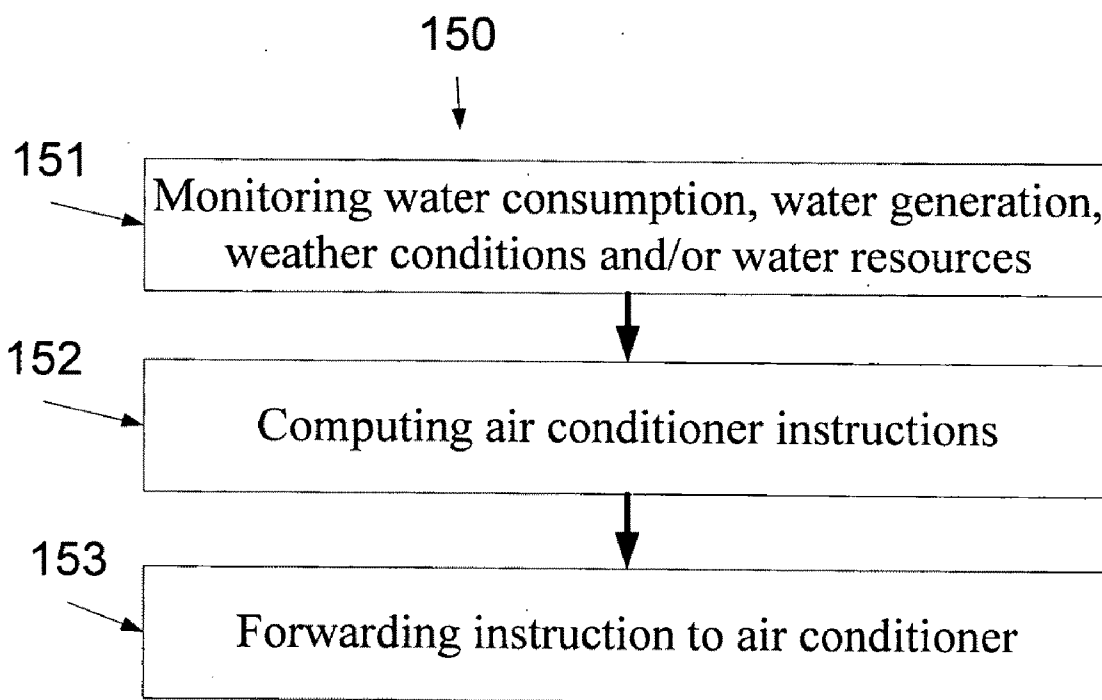 150
151
Monitoring water consumption, water generation,
weather conditions and/or water resources
152
Computing air conditioner instructions
153
Forwarding instruction to air conditioner